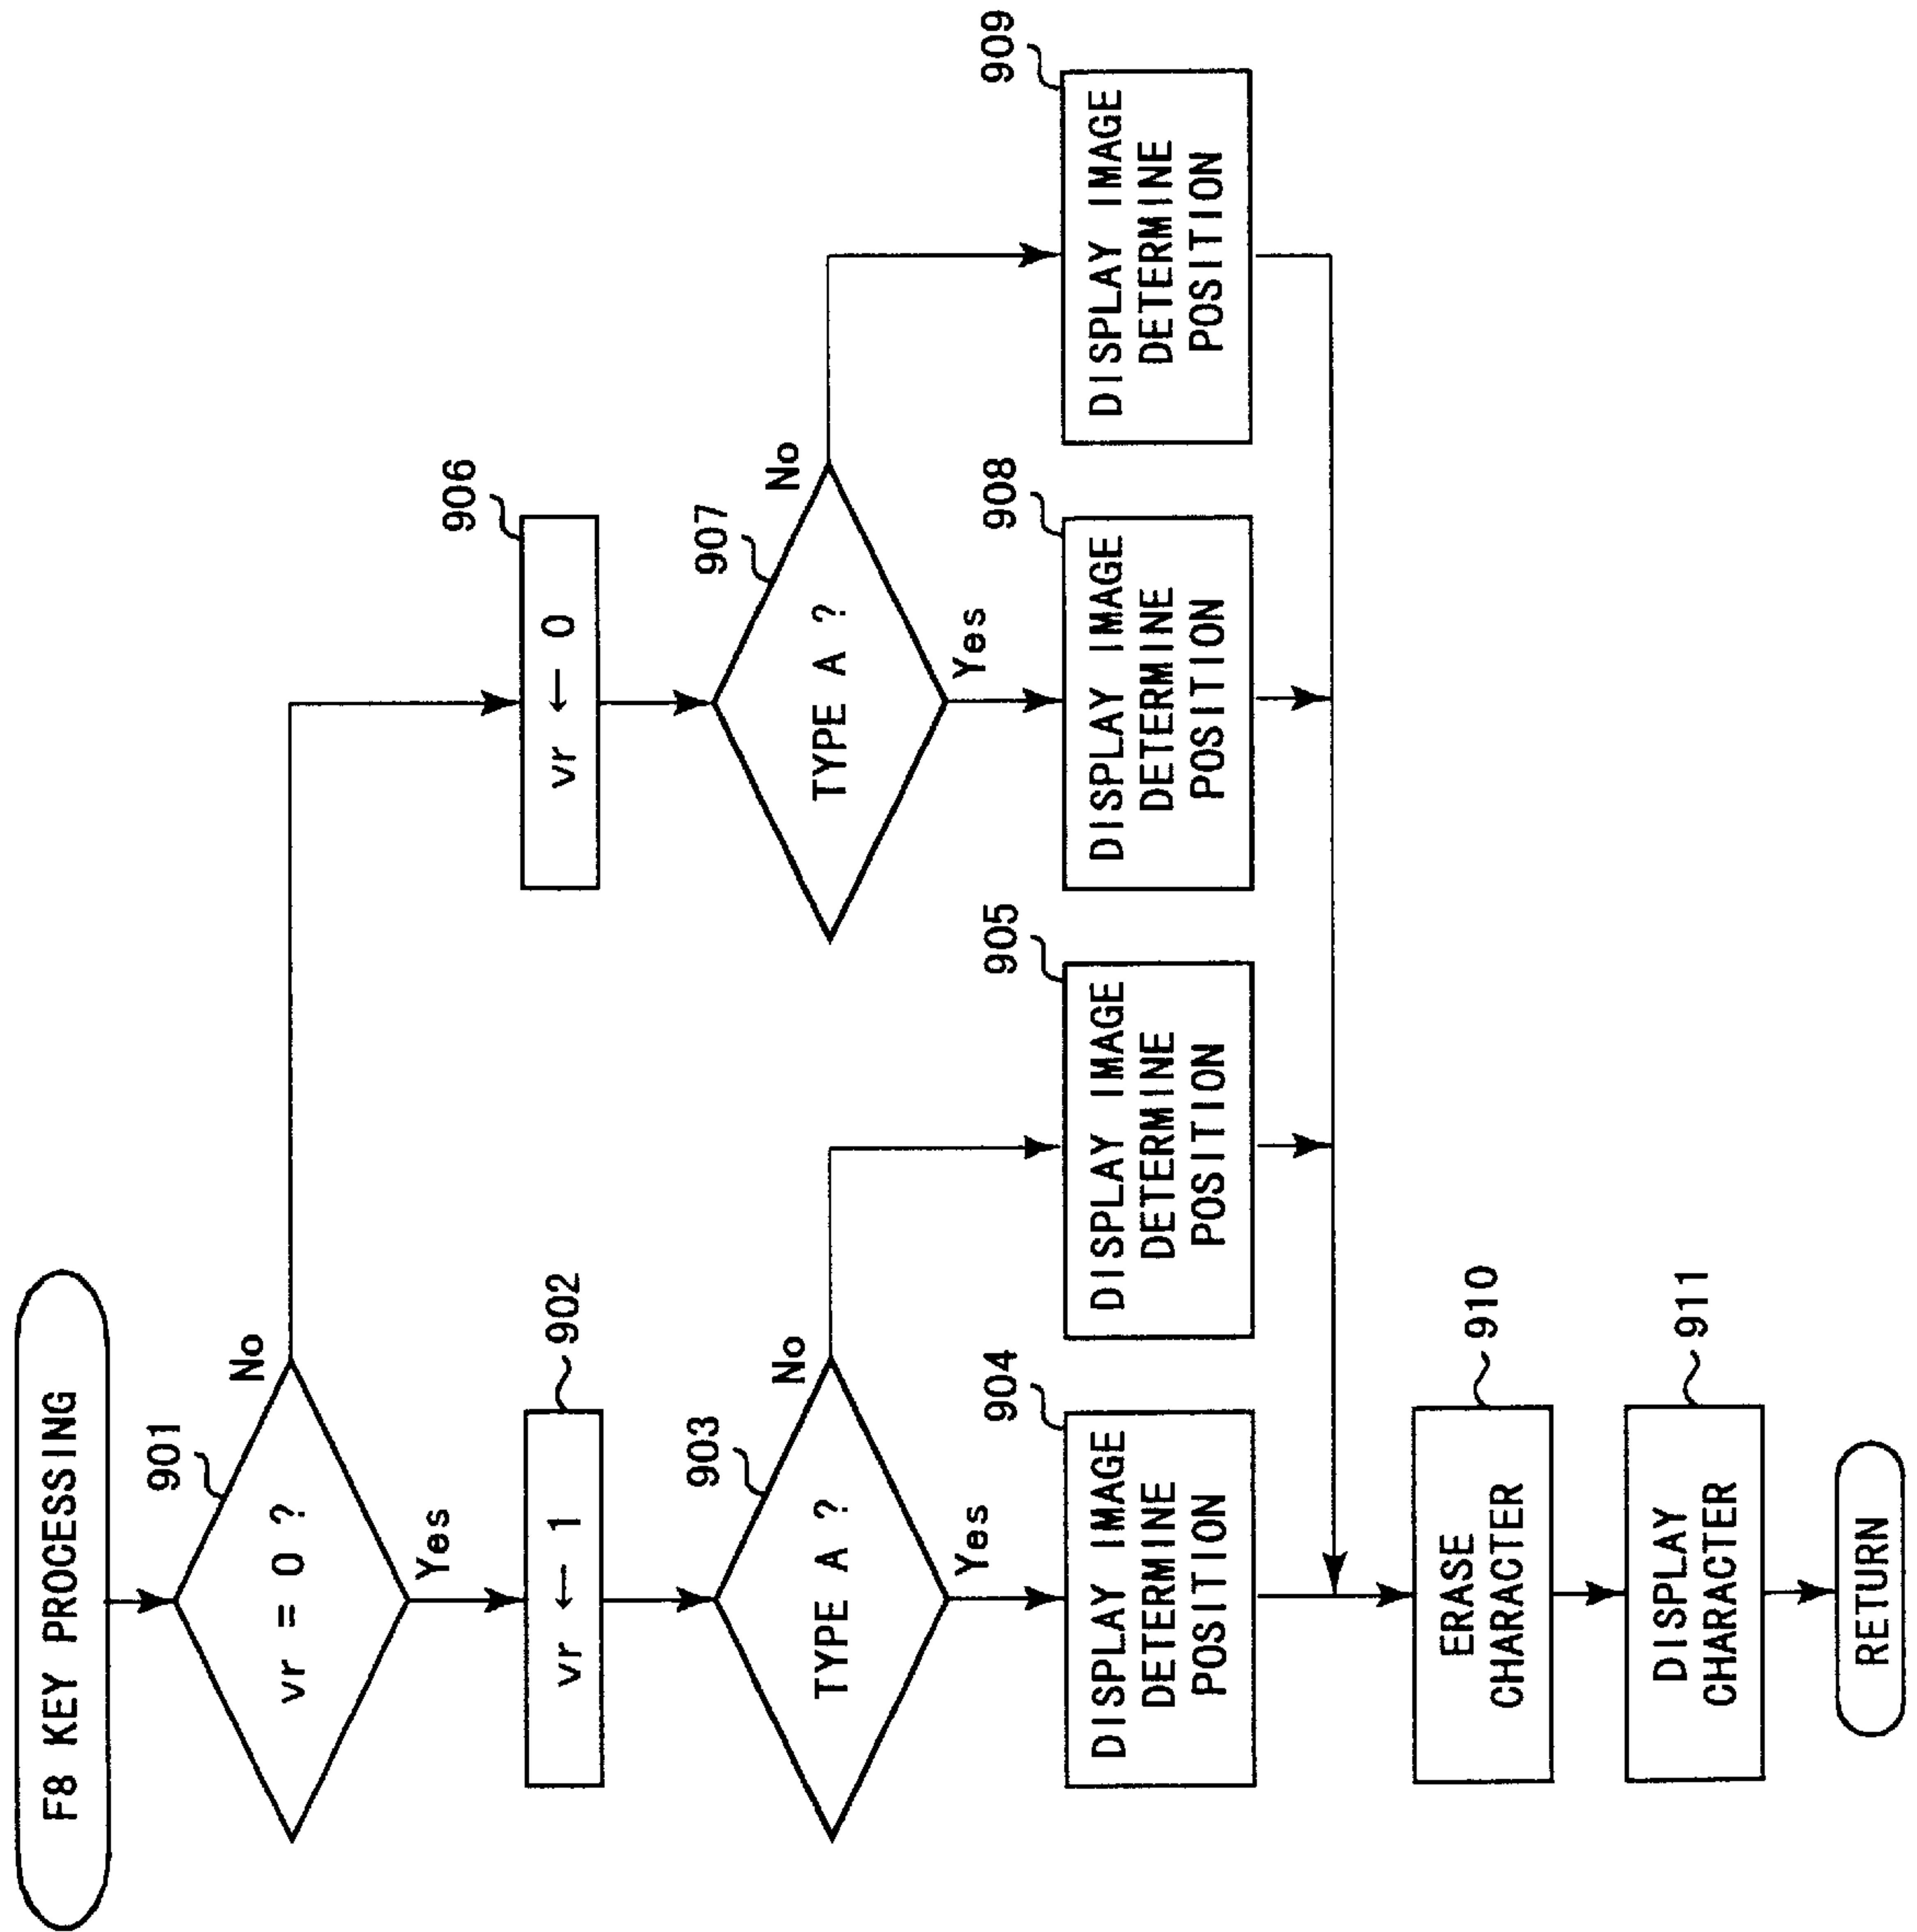 F8 KEY PROCESSING
901
vr = 0 ?
No
Yes
902
vr ← 1
906
vr ← 0
903
TYPE A ?
No
Yes
907
TYPE A ?
No
Yes
904
DISPLAY IMAGE
DETERMINE
POSITION
905
DISPLAY IMAGE
DETERMINE
POSITION
908
DISPLAY IMAGE
DETERMINE
POSITION
909
DISPLAY IMAGE
DETERMINE
POSITION
910
ERASE
CHARACTER
911
DISPLAY
CHARACTER
RETURN